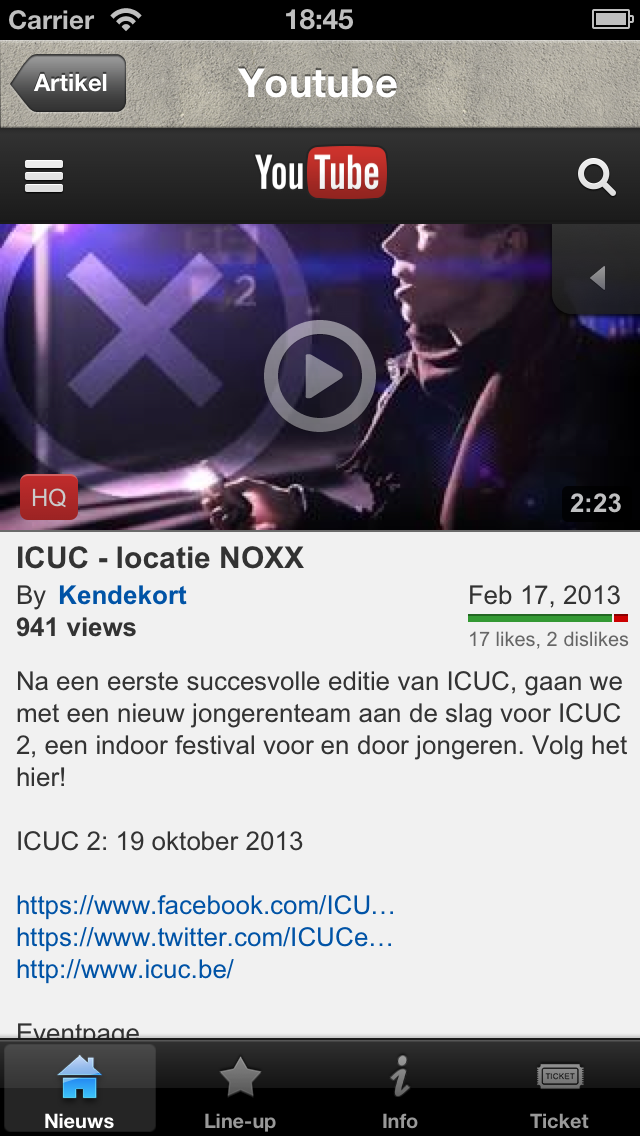 Carrier 18:45
Artikel Youtube
YouTube
2
HQ
2:23
ICUC - locatie NOXX
By Kendekort Feb 17, 2013
941 views 17 likes, 2 dislikes
Na een eerste succesvolle editie van ICUC, gaan we
met een nieuw jongerenteam aan de slag voor ICUC
2, een indoor festival voor en door jongeren. Volg het
hier!
ICUC 2: 19 oktober 2013
https://www.facebook.com/ICU…
https://www.twitter.com/ICUCe…
http://www.icuc.be/
Eventpage
TICKET
Nieuws Line-up Info Ticket